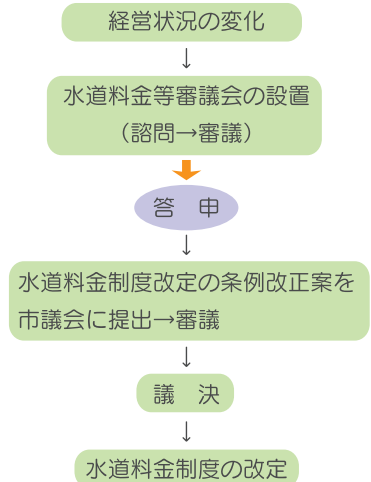 経営状況の変化
↓
水道料金等審議会の設置
（諮問→審議）
答　申
↓
水道料金制度改定の条例改正案を
市議会に提出→審議
↓
議　決
↓
水道料金制度の改定